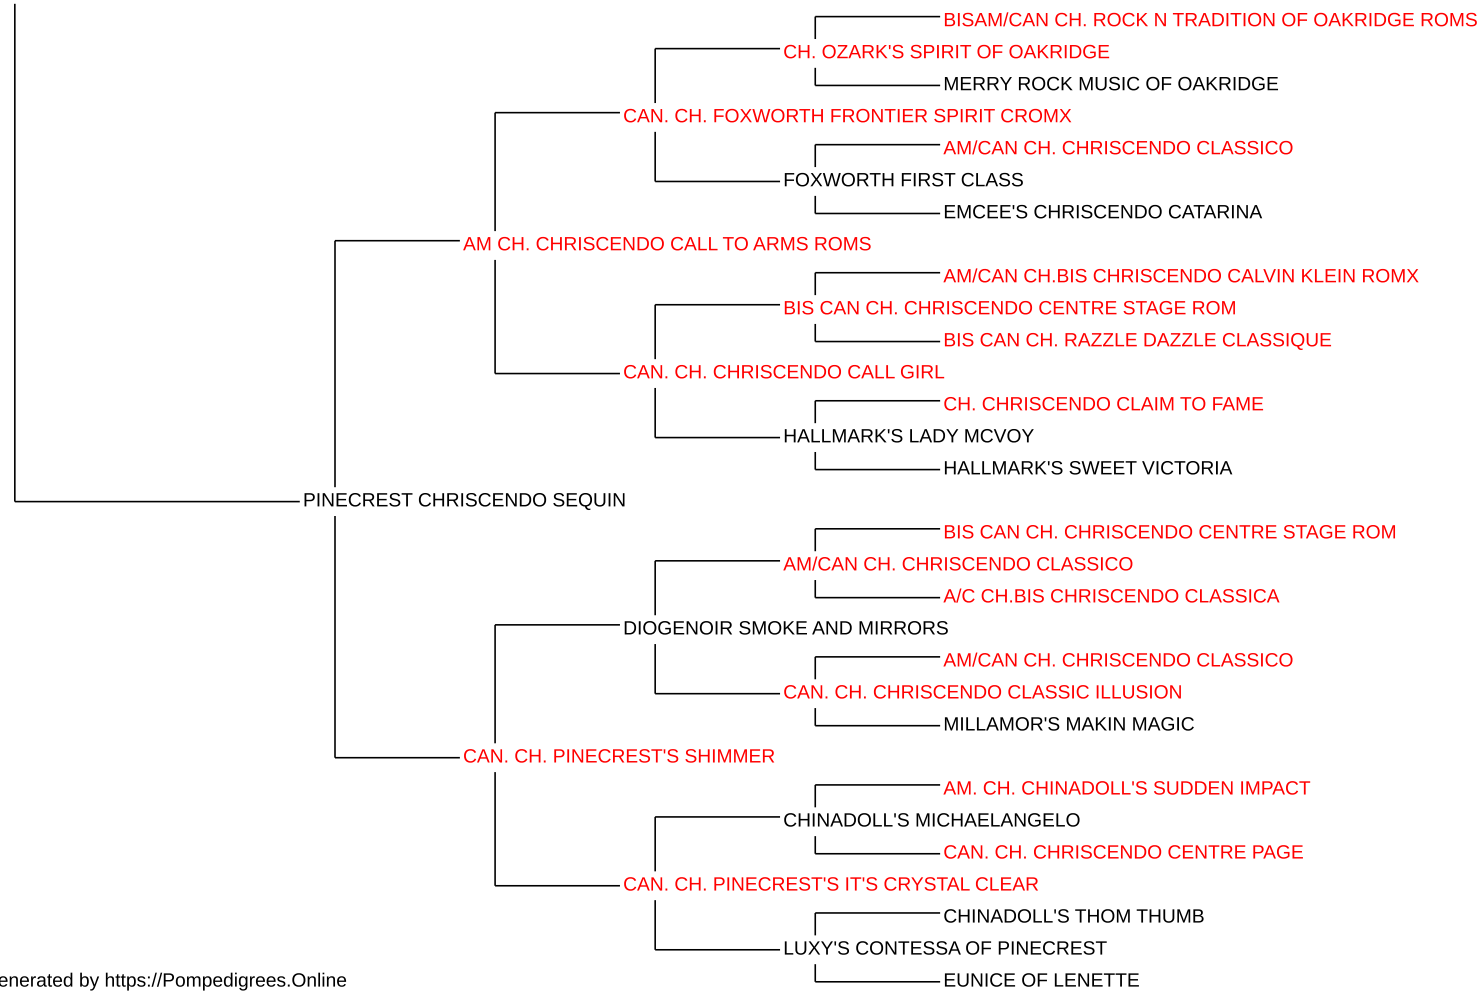 BISAM/CAN CH. ROCK N TRADITION OF OAKRIDGE ROMS
CH. OZARK'S SPIRIT OF OAKRIDGE
MERRY ROCK MUSIC OF OAKRIDGE
CAN. CH. FOXWORTH FRONTIER SPIRIT CROMX
AM/CAN CH. CHRISCENDO CLASSICO
FOXWORTH FIRST CLASS
EMCEE'S CHRISCENDO CATARINA
AM CH. CHRISCENDO CALL TO ARMS ROMS
AM/CAN CH.BIS CHRISCENDO CALVIN KLEIN ROMX
BIS CAN CH. CHRISCENDO CENTRE STAGE ROM
BIS CAN CH. RAZZLE DAZZLE CLASSIQUE
CAN. CH. CHRISCENDO CALL GIRL
CH. CHRISCENDO CLAIM TO FAME
HALLMARK'S LADY MCVOY
HALLMARK'S SWEET VICTORIA
PINECREST CHRISCENDO SEQUIN
BIS CAN CH. CHRISCENDO CENTRE STAGE ROM
AM/CAN CH. CHRISCENDO CLASSICO
A/C CH.BIS CHRISCENDO CLASSICA
DIOGENOIR SMOKE AND MIRRORS
AM/CAN CH. CHRISCENDO CLASSICO
CAN. CH. CHRISCENDO CLASSIC ILLUSION
MILLAMOR'S MAKIN MAGIC
CAN. CH. PINECREST'S SHIMMER
AM. CH. CHINADOLL'S SUDDEN IMPACT
CHINADOLL'S MICHAELANGELO
CAN. CH. CHRISCENDO CENTRE PAGE
CAN. CH. PINECREST'S IT'S CRYSTAL CLEAR
CHINADOLL'S THOM THUMB
LUXY'S CONTESSA OF PINECREST
EUNICE OF LENETTE
enerated by https://Pompedigrees.Online